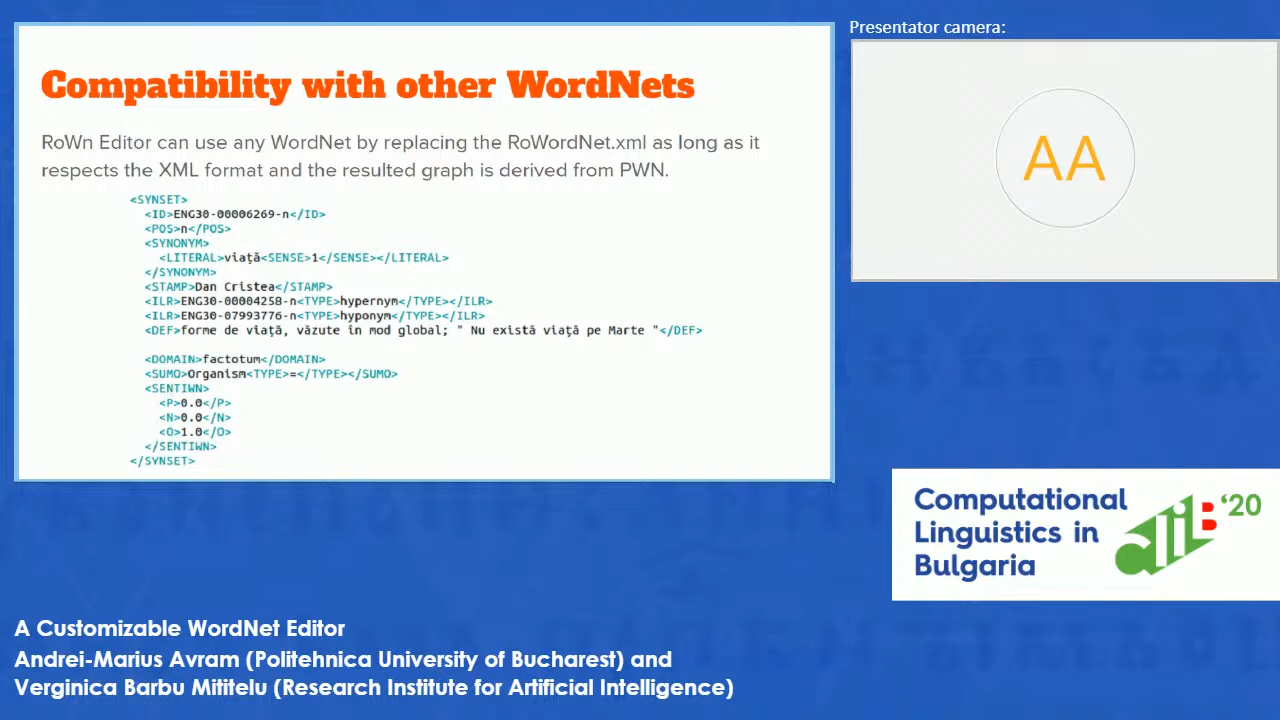 Compatibility with other WordNets
RoWn Editor can use any WordNet by replacing the RoWordNet.xml as long as it
respects the XML format and the resulted graph is derived from PWN.
<SYNSET>
<ID>ENG30-00006269-n</ID>
<POS>n</POS>
<SYNONYM>
<LITERAL>viață<SENSE>1</SENSE></LITERAL>
</SYNONYM>
<STAMP>Dan Cristea</STAMP>
<ILR>ENG30-00004258-n<TYPE>hypernym</TYPE></ILR>
<ILR>ENG30-07993776-n<TYPE>hyponym</TYPE></ILR>
<DEF>forme de viață, văzute în mod global; " Nu există viață pe Marte "</DEF>
<DOMAIN>factotum</DOMAIN>
<SUMO>Organism<TYPE>=</TYPE></SUMO>
<SENTIWN>
<P>0.0</P>
<N>0.0</N>
<O>1.0</O>
</SENTIWN>
</SYNSET>
Presentator camera:
AA
Computational
Linguistics in
Bulgaria
cliB '20
A Customizable WordNet Editor
Andrei-Marius Avram (Politehnica University of Bucharest) and
Verginica Barbu Mititelu (Research Institute for Artificial Intelligence)